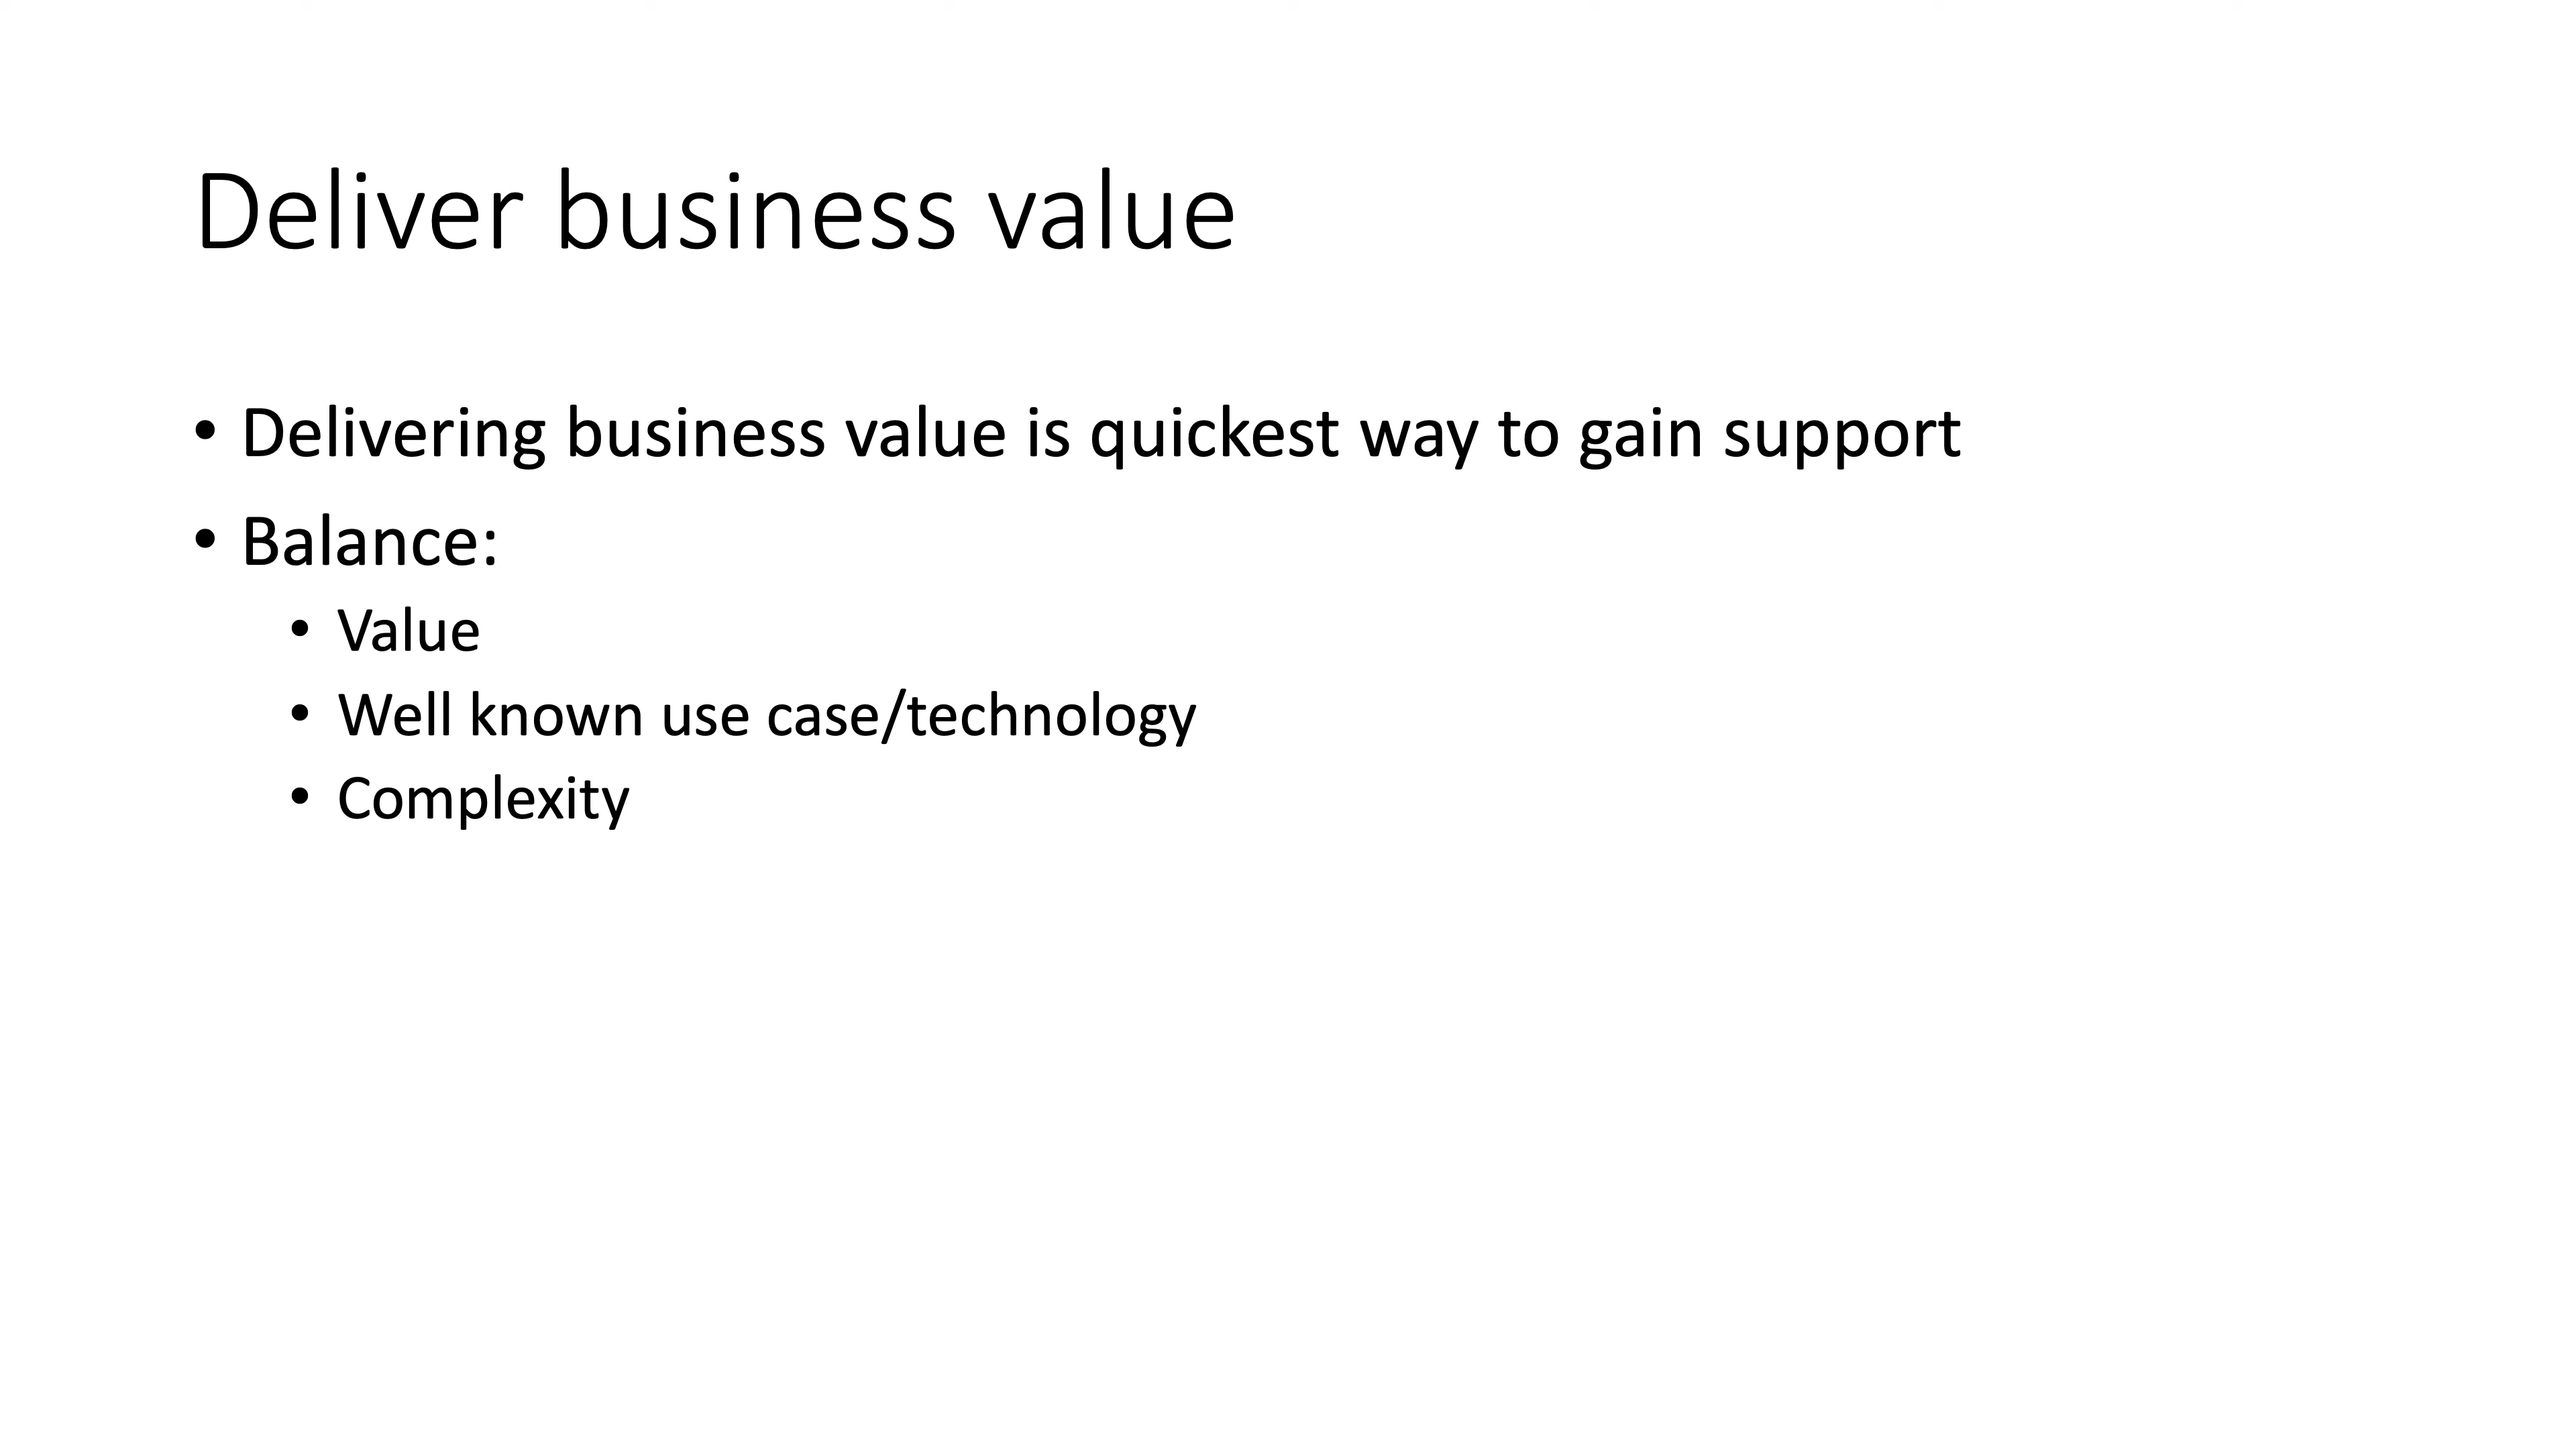 Deliver business value
• Delivering business value is quickest way to gain support
• Balance:
• Value
• Well known use case/technology
• Complexity